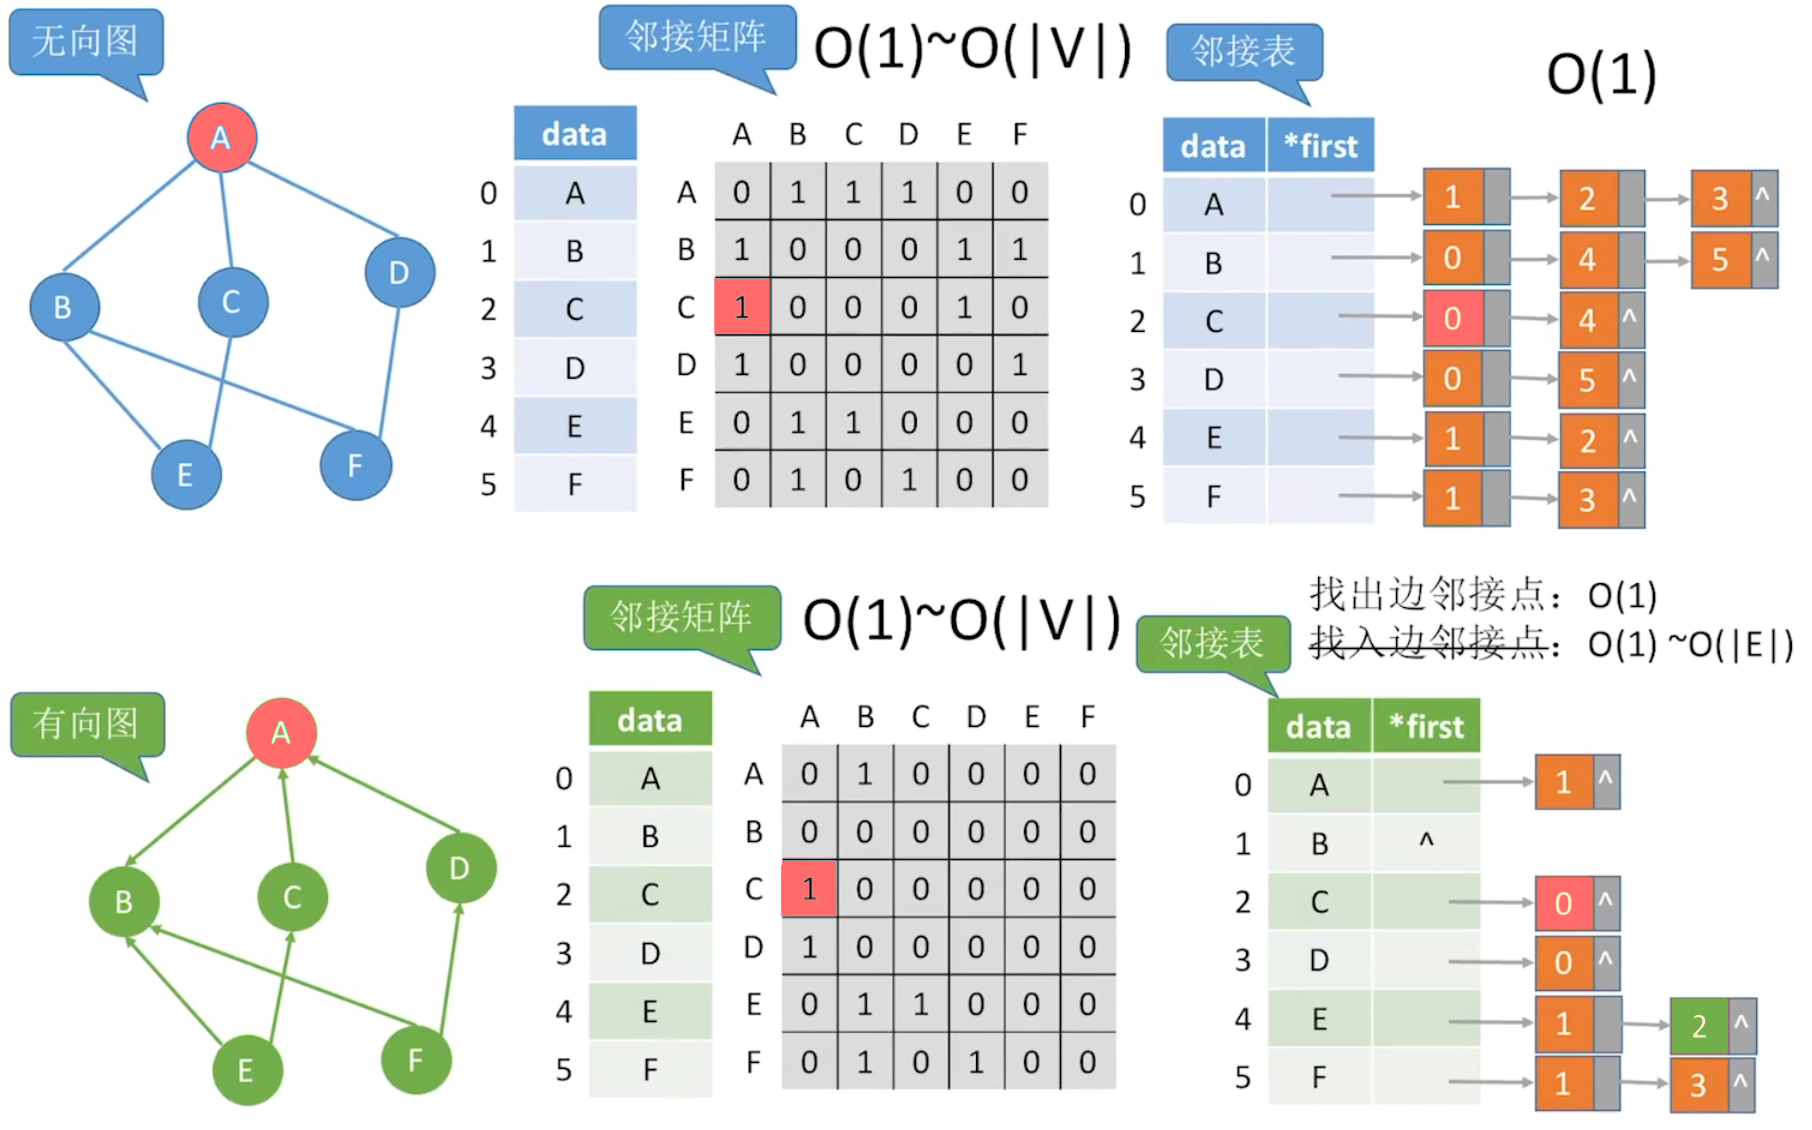 无向图
A
B
C
D
E
F
邻接矩阵
O(1)~O(|V|)
data
0 A
1 B
2 C
3 D
4 E
5 F
A B C D E F
A 0 1 1 1 0 0
B 1 0 0 0 1 1
C 1 0 0 0 1 0
D 1 0 0 0 0 1
E 0 1 1 0 0 0
F 0 1 0 1 0 0
邻接表
O(1)
data *first
0 A 1 2 3 ^
1 B 0 4 5 ^
2 C 0 4 ^
3 D 0 5 ^
4 E 1 2 ^
5 F 1 3 ^
有向图
A
B
C
D
E
F
邻接矩阵
O(1)~O(|V|)
data
0 A
1 B
2 C
3 D
4 E
5 F
A B C D E F
A 0 1 0 0 0 0
B 0 0 0 0 0 0
C 1 0 0 0 0 0
D 1 0 0 0 0 0
E 0 1 1 0 0 0
F 0 1 0 1 0 0
找出边邻接点：O(1)
找入边邻接点：O(1) ~O(|E|)
邻接表
data *first
0 A 1 ^
1 B ^
2 C 0 ^
3 D 0 ^
4 E 1 2 ^
5 F 1 3 ^